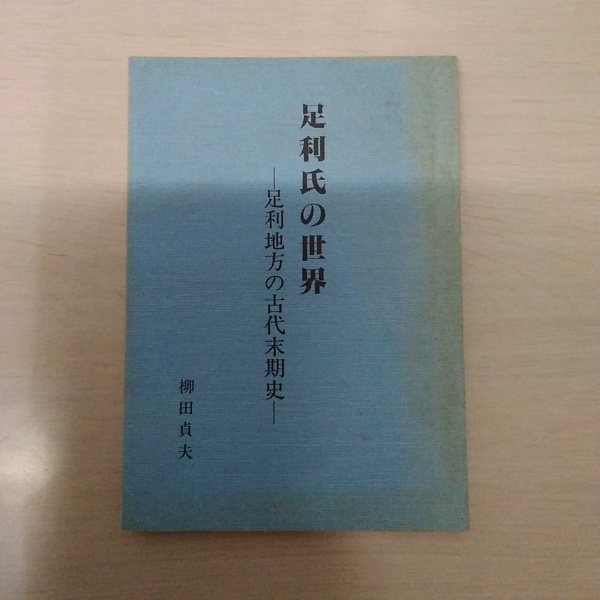 足利氏の世界
―足利地方の古代末期史―
柳田貞夫